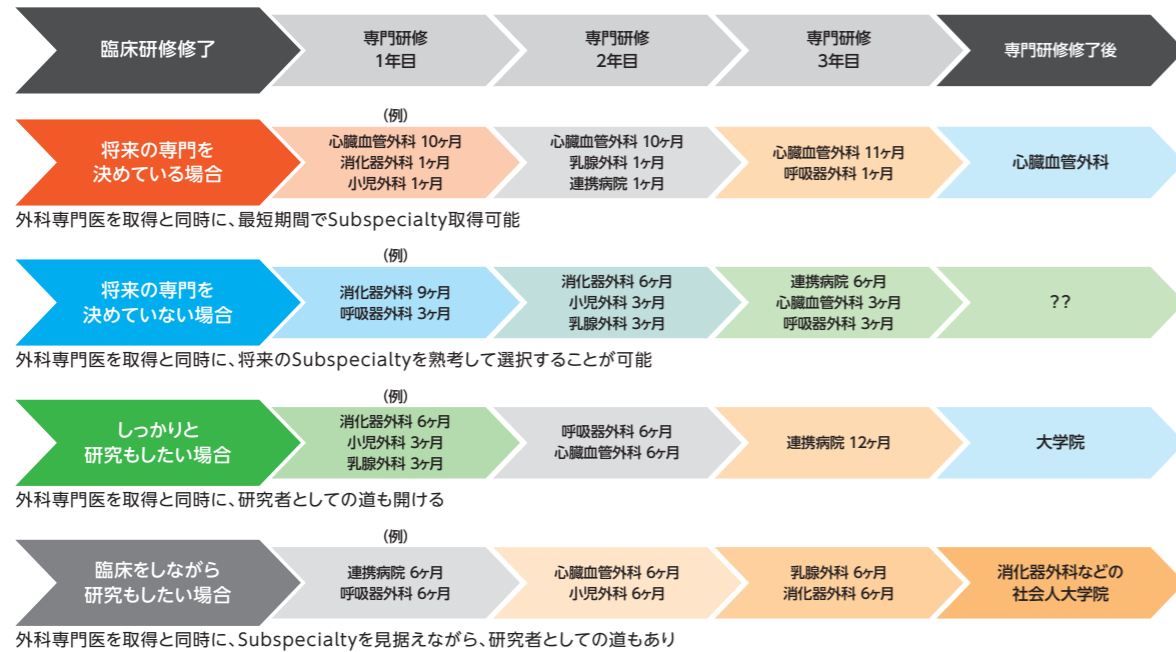 臨床研修修了
専門研修
1年目
専門研修
2年目
専門研修
3年目
専門研修修了後
将来の専門を
決めている場合
(例)
心臓血管外科 10ヶ月
消化器外科 1ヶ月
小児外科 1ヶ月
心臓血管外科 10ヶ月
乳腺外科 1ヶ月
連携病院 1ヶ月
心臓血管外科 11ヶ月
呼吸器外科 1ヶ月
心臓血管外科
外科専門医を取得と同時に、最短期間でSubspecialty取得可能
将来の専門を
決めていない場合
(例)
消化器外科 9ヶ月
呼吸器外科 3ヶ月
消化器外科 6ヶ月
小児外科 3ヶ月
乳腺外科 3ヶ月
連携病院 6ヶ月
心臓血管外科 3ヶ月
呼吸器外科 3ヶ月
??
外科専門医を取得と同時に、将来のSubspecialtyを熟考して選択することが可能
しっかりと
研究もしたい場合
(例)
消化器外科 6ヶ月
小児外科 3ヶ月
乳腺外科 3ヶ月
呼吸器外科 6ヶ月
心臓血管外科 6ヶ月
連携病院 12ヶ月
大学院
外科専門医を取得と同時に、研究者としての道も開ける
臨床をしながら
研究もしたい場合
(例)
連携病院 6ヶ月
呼吸器外科 6ヶ月
心臓血管外科 6ヶ月
小児外科 6ヶ月
乳腺外科 6ヶ月
消化器外科 6ヶ月
消化器外科などの
社会人大学院
外科専門医を取得と同時に、Subspecialtyを見据えながら、研究者としての道もあり